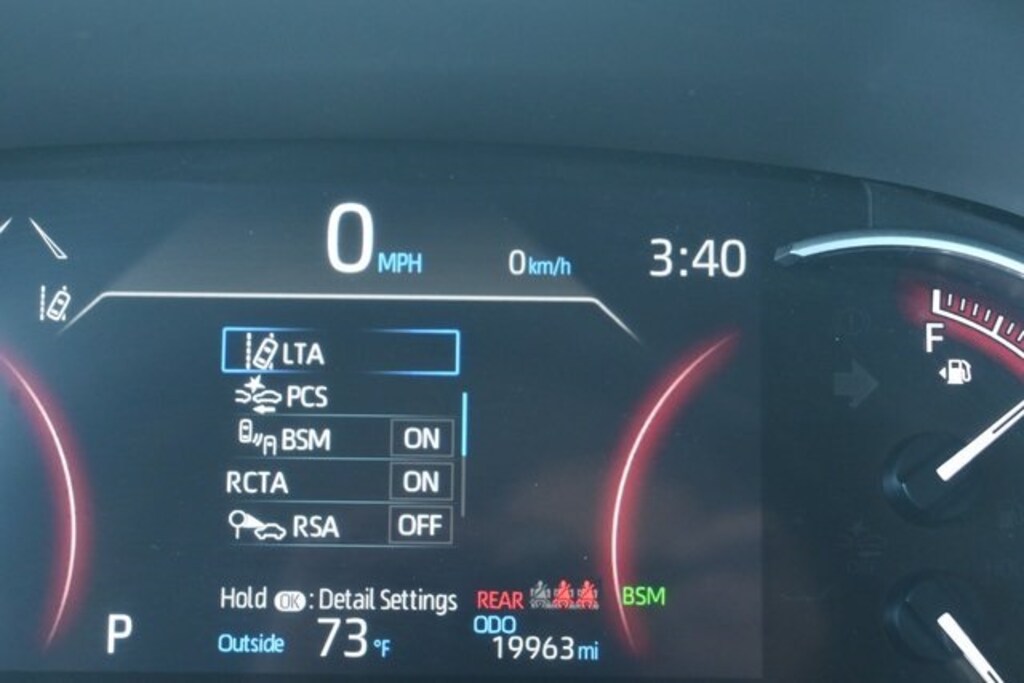 0 MPH 0 km/h 3:40
F
LTA
PCS
BSM ON
RCTA ON
RSA OFF
Hold OK : Detail Settings REAR BSM
P Outside 73 °F ODO 19963 mi